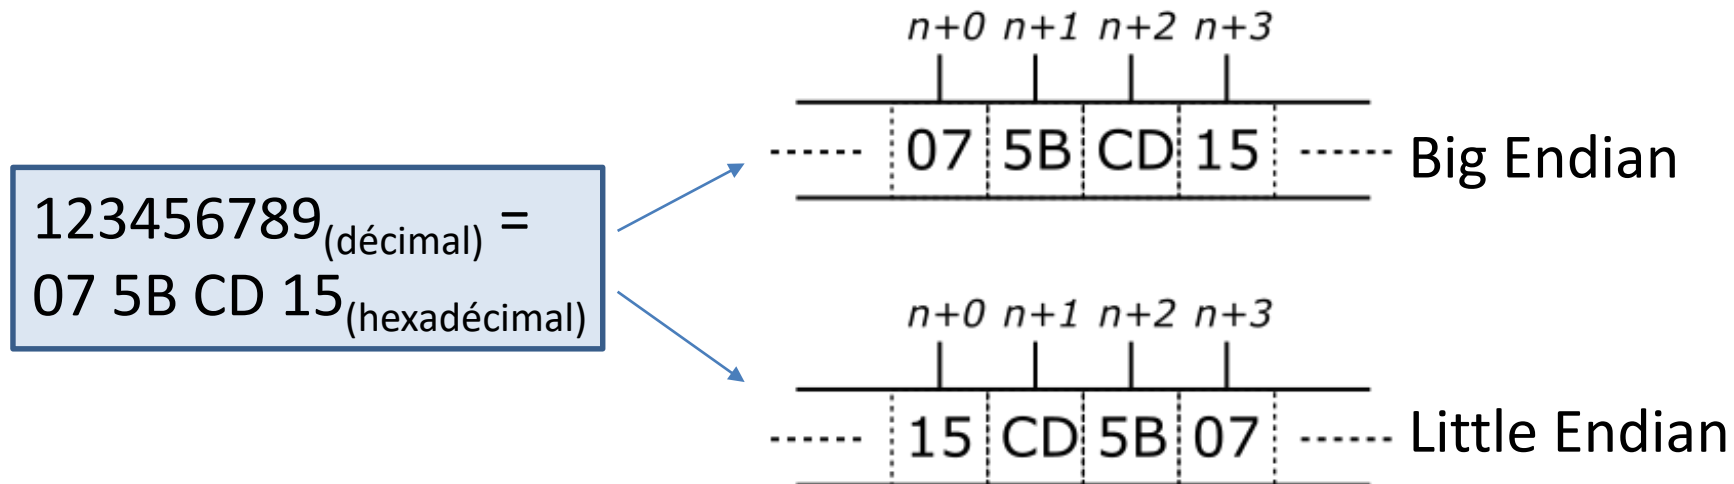 123456789(décimal) =
07 5B CD 15(hexadécimal)
n+0 n+1 n+2 n+3
07 5B CD 15
Big Endian
n+0 n+1 n+2 n+3
15 CD 5B 07
Little Endian